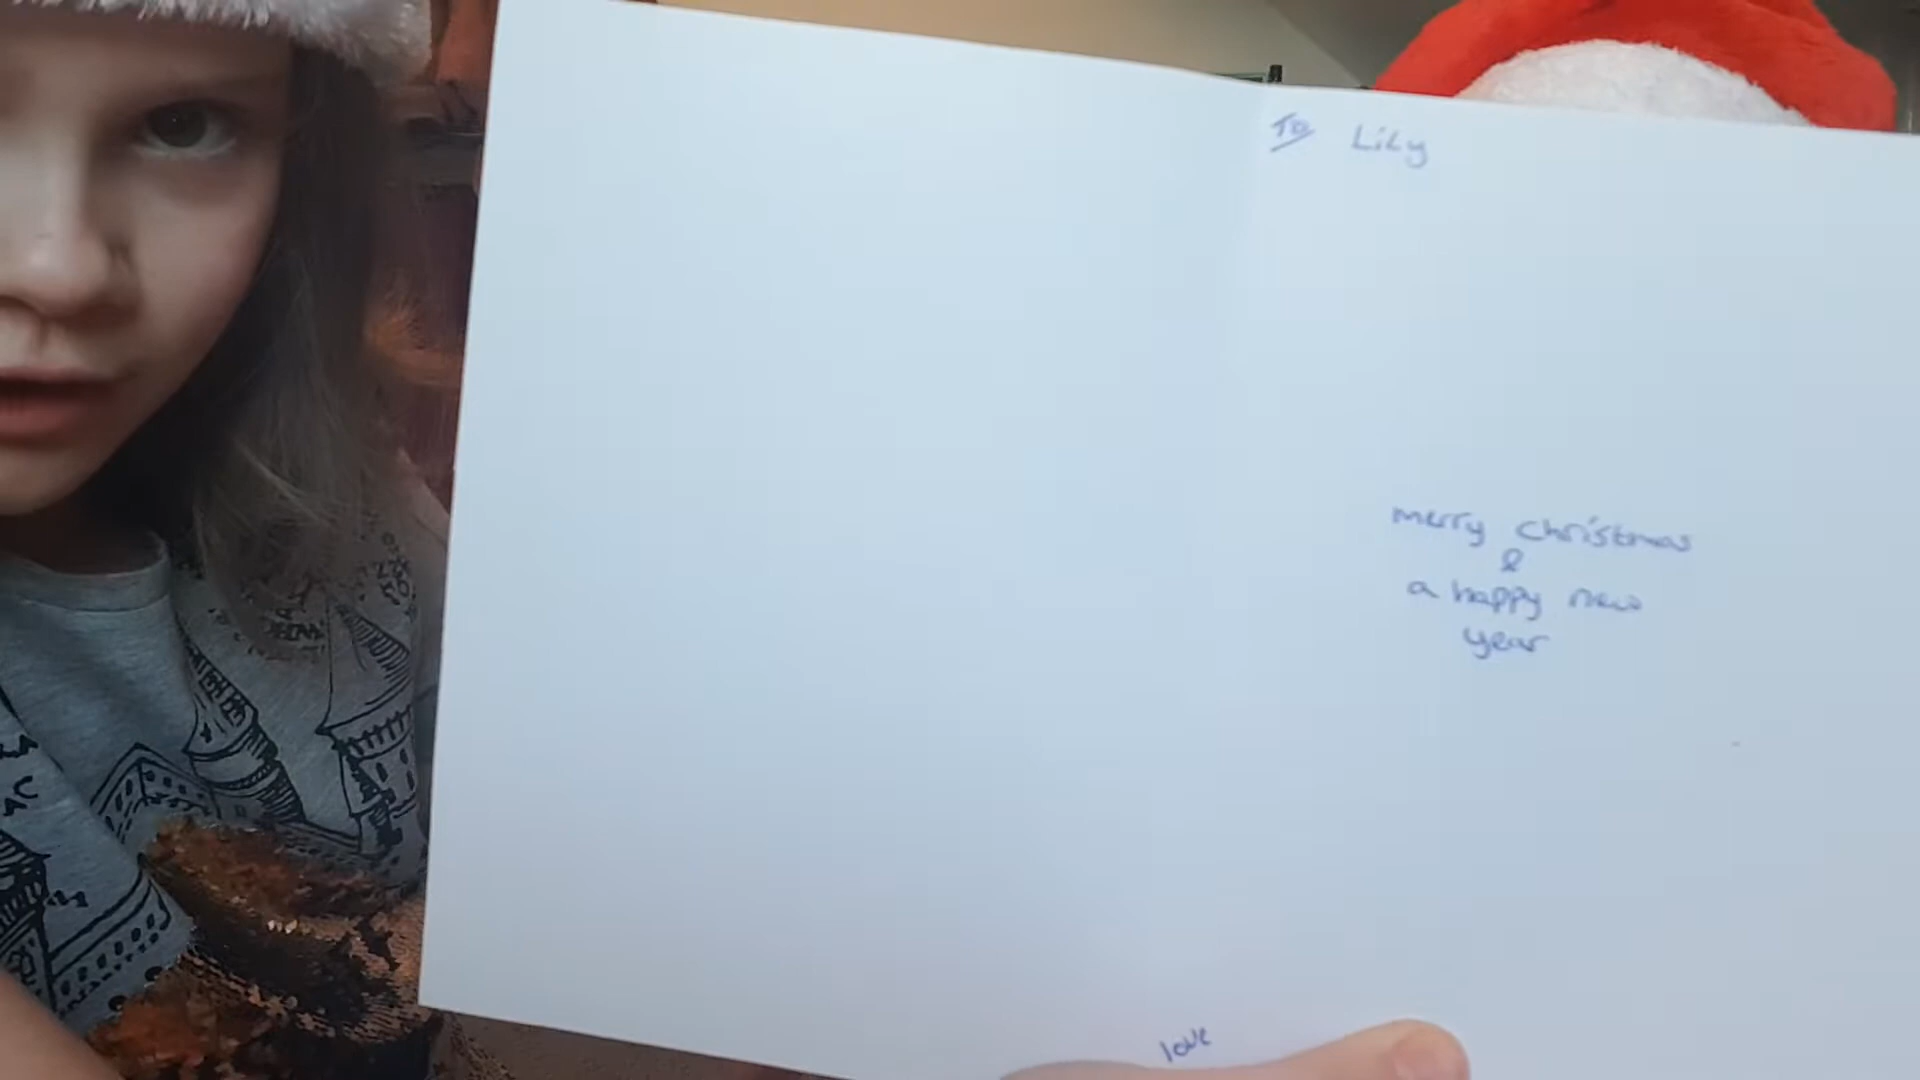 To Lily
merry christmas
&
a happy new
year
love